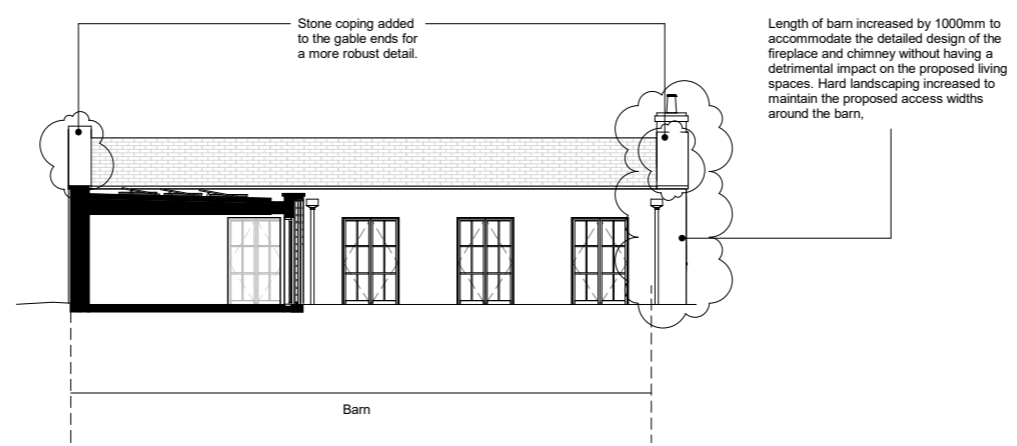 Stone coping added
to the gable ends for
a more robust detail.
Length of barn increased by 1000mm to
accommodate the detailed design of the
fireplace and chimney without having a
detrimental impact on the proposed living
spaces. Hard landscaping increased to
maintain the proposed access widths
around the barn,
Barn